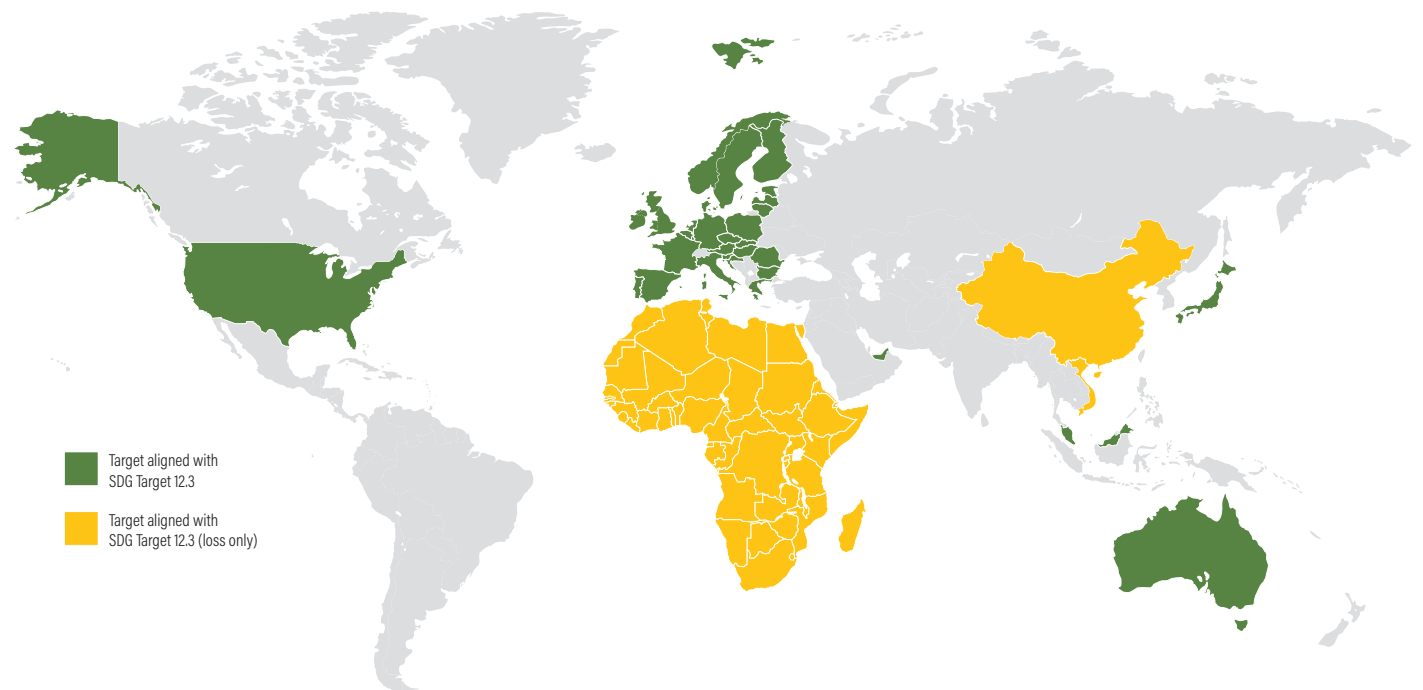 Target aligned with
SDG Target 12.3
Target aligned with
SDG Target 12.3 (loss only)